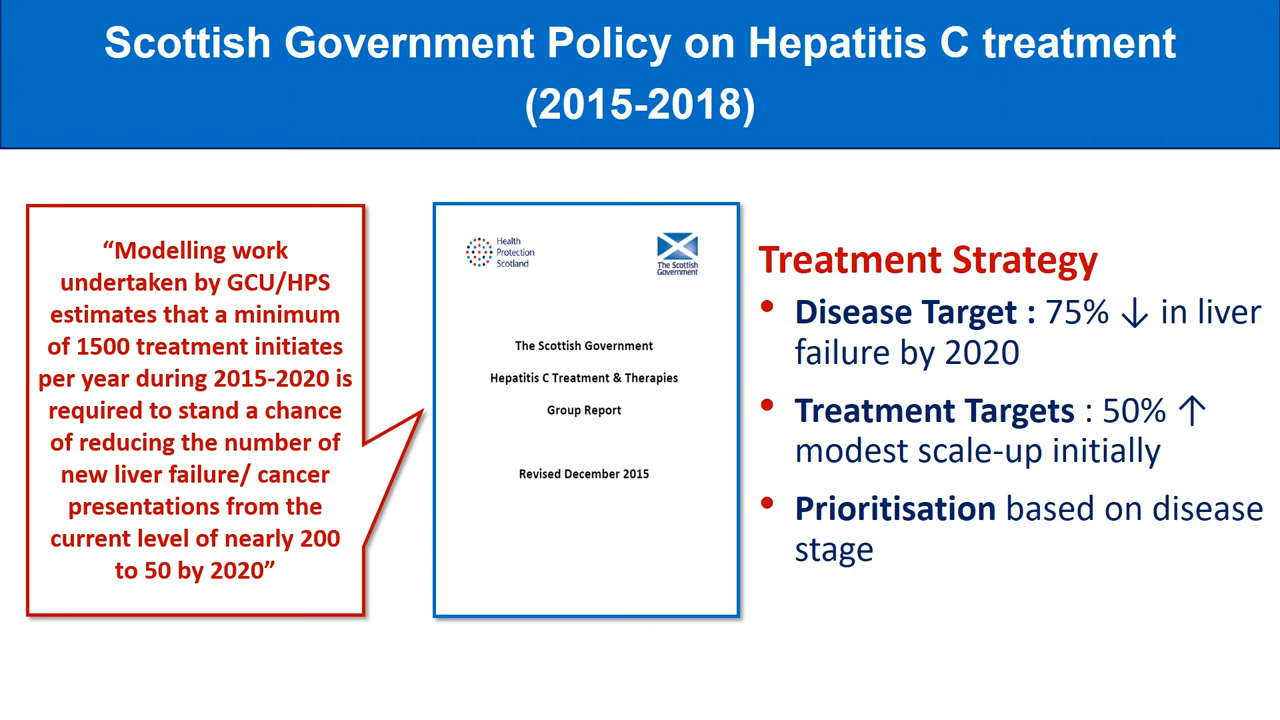 Scottish Government Policy on Hepatitis C treatment
(2015-2018)
“Modelling work
undertaken by GCU/HPS
estimates that a minimum
of 1500 treatment initiates
per year during 2015-2020 is
required to stand a chance
of reducing the number of
new liver failure/ cancer
presentations from the
current level of nearly 200
to 50 by 2020”
Health
Protection
Scotland
The Scottish
Government
The Scottish Government
Hepatitis C Treatment & Therapies
Group Report
Revised December 2015
Treatment Strategy
• Disease Target : 75% ↓ in liver
failure by 2020
• Treatment Targets : 50% ↑
modest scale-up initially
• Prioritisation based on disease
stage